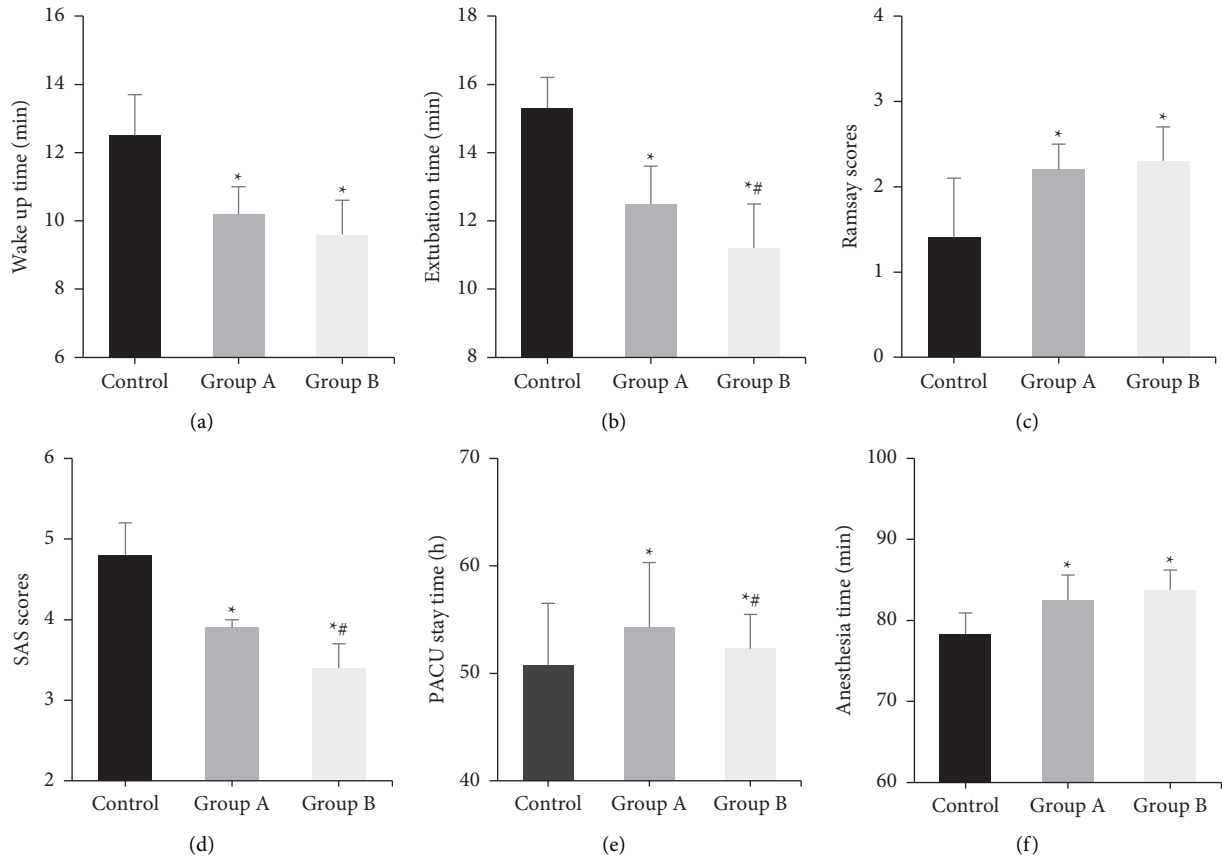 Wake up time (min)
16
14
12
10
8
6
*
*
Control Group A Group B
(a)
Extubation time (min)
18
16
14
12
10
8
*
*#
Control Group A Group B
(b)
Ramsay scores
4
3
2
1
0
*
*
Control Group A Group B
(c)
SAS scores
6
5
4
3
2
*
*#
Control Group A Group B
(d)
PACU stay time (h)
70
60
50
40
*
*#
Control Group A Group B
(e)
Anesthesia time (min)
100
90
80
70
60
*
*
Control Group A Group B
(f)